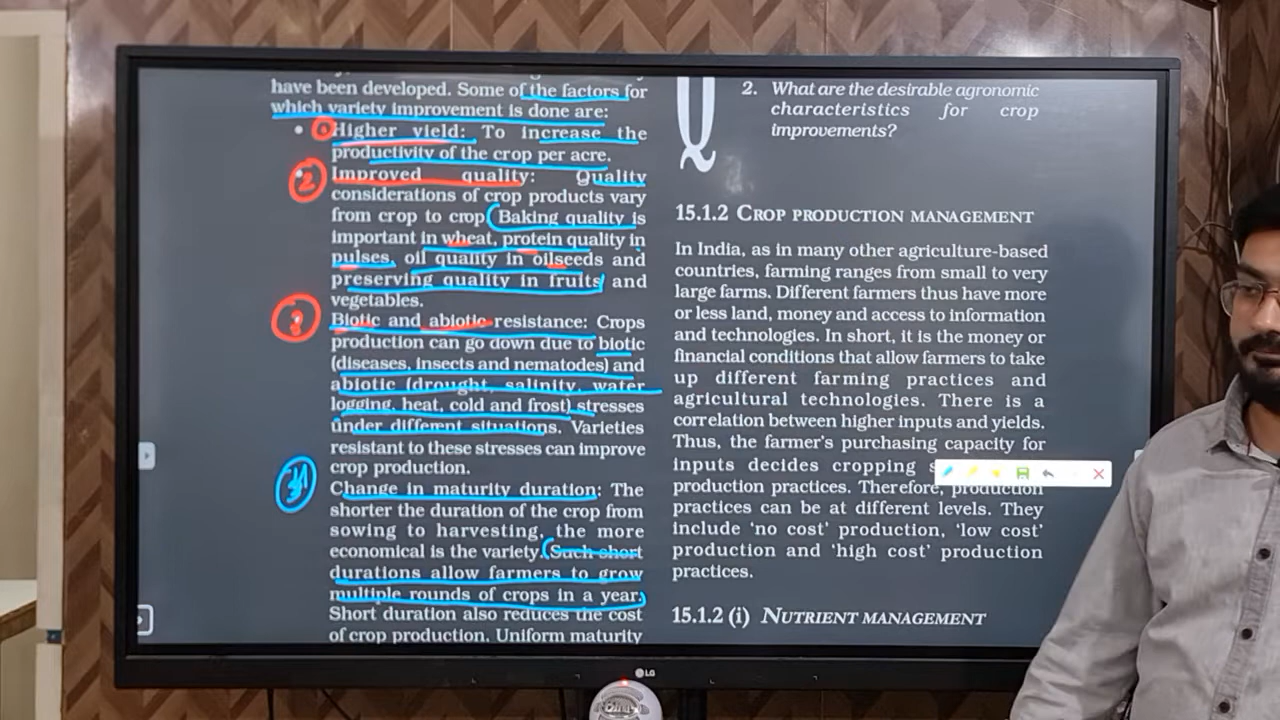 have been developed. Some of the factors for
which variety improvement is done are:
• Higher yield: To increase the
productivity of the crop per acre.
2 Improved quality: Quality
considerations of crop products vary
from crop to crop (Baking quality is
important in wheat, protein quality in
pulses, oil quality in oilseeds and
preserving quality in fruits) and
vegetables.
3 Biotic and abiotic resistance: Crops
production can go down due to biotic
(diseases, insects and nematodes) and
abiotic (drought, salinity, water
logging, heat, cold and frost) stresses
under different situations. Varieties
resistant to these stresses can improve
crop production.
Change in maturity duration: The
shorter the duration of the crop from
sowing to harvesting, the more
economical is the variety. (Such short
durations allow farmers to grow
multiple rounds of crops in a year.)
Short duration also reduces the cost
of crop production. Uniform maturity
Q
2. What are the desirable agronomic
characteristics for crop
improvements?
15.1.2 CROP PRODUCTION MANAGEMENT
In India, as in many other agriculture-based
countries, farming ranges from small to very
large farms. Different farmers thus have more
or less land, money and access to information
and technologies. In short, it is the money or
financial conditions that allow farmers to take
up different farming practices and
agricultural technologies. There is a
correlation between higher inputs and yields.
Thus, the farmer's purchasing capacity for
inputs decides cropping
production practices. Therefore, production
practices can be at different levels. They
include 'no cost' production, 'low cost'
production and 'high cost' production
practices.
15.1.2 (i) NUTRIENT MANAGEMENT
LG